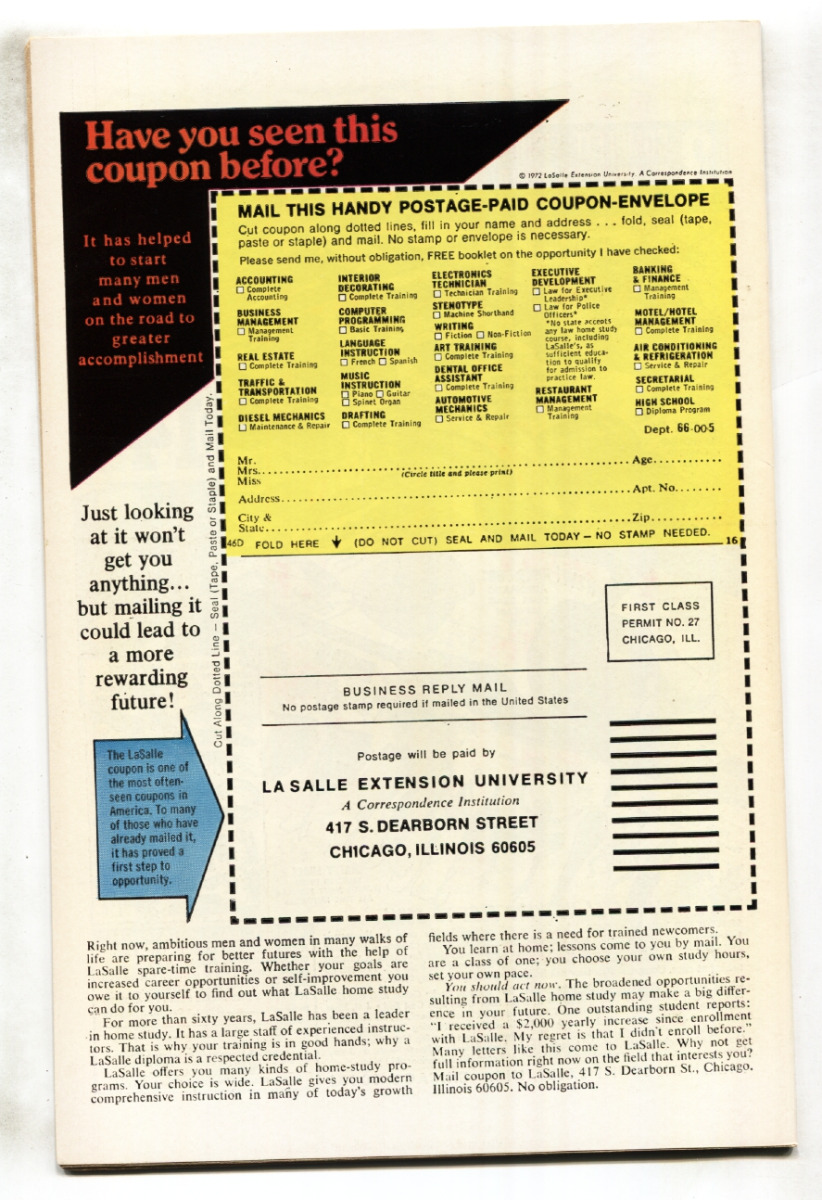 Have you seen this
coupon before?
© 1972 LaSalle Extension University. A Correspondence Institution
It has helped
to start
many men
and women
on the road to
greater
accomplishment
MAIL THIS HANDY POSTAGE-PAID COUPON-ENVELOPE
Cut coupon along dotted lines, fill in your name and address . . . fold, seal (tape,
paste or staple) and mail. No stamp or envelope is necessary.
Please send me, without obligation, FREE booklet on the opportunity I have checked:
ACCOUNTING
☐ Complete
Accounting
BUSINESS
MANAGEMENT
☐ Management
Training
REAL ESTATE
☐ Complete Training
TRAFFIC &
TRANSPORTATION
☐ Complete Training
DIESEL MECHANICS
☐ Maintenance & Repair
INTERIOR
DECORATING
☐ Complete Training
COMPUTER
PROGRAMMING
☐ Basic Training
LANGUAGE
INSTRUCTION
☐ French ☐ Spanish
MUSIC
INSTRUCTION
☐ Piano ☐ Guitar
☐ Spinet Organ
DRAFTING
☐ Complete Training
ELECTRONICS
TECHNICIAN
☐ Technician Training
STENOTYPE
☐ Machine Shorthand
WRITING
☐ Fiction ☐ Non-Fiction
ART TRAINING
☐ Complete Training
DENTAL OFFICE
ASSISTANT
☐ Complete Training
AUTOMOTIVE
MECHANICS
☐ Service & Repair
EXECUTIVE
DEVELOPMENT
☐ Law for Executive
Leadership*
☐ Law for Police
Officers*
*No state accepts
any law home study
course, including
LaSalle's, as
sufficient educa-
tion to qualify
for admission to
practice law.
RESTAURANT
MANAGEMENT
☐ Management
Training
BANKING
& FINANCE
☐ Management
Training
MOTEL/HOTEL
MANAGEMENT
☐ Complete Training
AIR CONDITIONING
& REFRIGERATION
☐ Service & Repair
SECRETARIAL
☐ Complete Training
HIGH SCHOOL
☐ Diploma Program
Dept. 66-005
Mr.
Mrs. Age
Miss (Circle title and please print)
Address Apt. No.
City &
State Zip
46D FOLD HERE ↓ (DO NOT CUT) SEAL AND MAIL TODAY — NO STAMP NEEDED. 16
Cut Along Dotted Line — Seal (Tape, Paste or Staple) and Mail Today.
Just looking
at it won't
get you
anything...
but mailing it
could lead to
a more
rewarding
future!
The LaSalle
coupon is one of
the most often-
seen coupons in
America. To many
of those who have
already mailed it,
it has proved a
first step to
opportunity.
FIRST CLASS
PERMIT NO. 27
CHICAGO, ILL.
BUSINESS REPLY MAIL
No postage stamp required if mailed in the United States
Postage will be paid by
LA SALLE EXTENSION UNIVERSITY
A Correspondence Institution
417 S. DEARBORN STREET
CHICAGO, ILLINOIS 60605
Right now, ambitious men and women in many walks of
life are preparing for better futures with the help of
LaSalle spare-time training. Whether your goals are
increased career opportunities or self-improvement you
owe it to yourself to find out what LaSalle home study
can do for you.
For more than sixty years, LaSalle has been a leader
in home study. It has a large staff of experienced instruc-
tors. That is why your training is in good hands; why a
LaSalle diploma is a respected credential.
LaSalle offers you many kinds of home-study pro-
grams. Your choice is wide. LaSalle gives you modern
comprehensive instruction in many of today's growth
fields where there is a need for trained newcomers.
You learn at home; lessons come to you by mail. You
are a class of one; you choose your own study hours,
set your own pace.
You should act now. The broadened opportunities re-
sulting from LaSalle home study may make a big differ-
ence in your future. One outstanding student reports:
"I received a $2,000 yearly increase since enrollment
with LaSalle, My regret is that I didn't enroll before."
Many letters like this come to LaSalle. Why not get
full information right now on the field that interests you?
Mail coupon to LaSalle, 417 S. Dearborn St., Chicago,
Illinois 60605. No obligation.